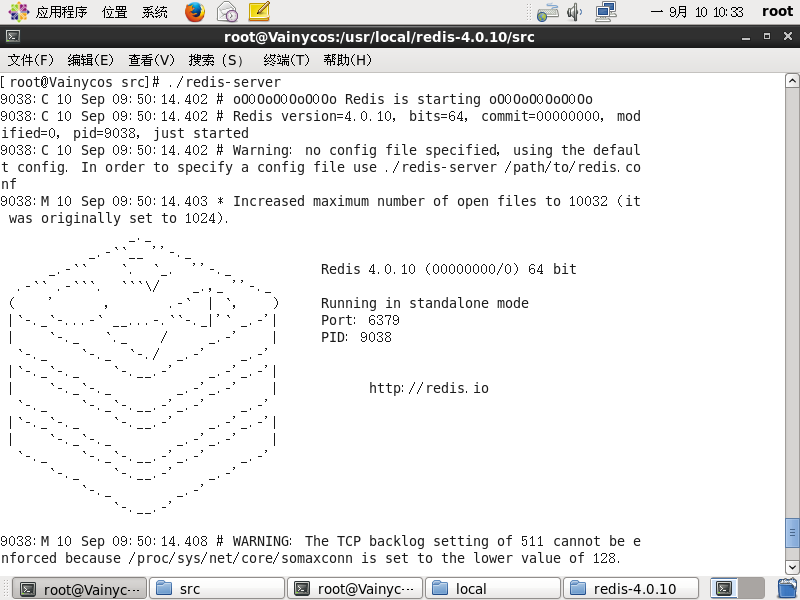 应用程序 位置 系统 一 9月 10 10:33 root
root@Vainycos:/usr/local/redis-4.0.10/src
文件(F) 编辑(E) 查看(V) 搜索 (S) 终端(T) 帮助(H)
[root@Vainycos src]# ./redis-server
9038:C 10 Sep 09:50:14.402 # oO0OoO0OoO0Oo Redis is starting oO0OoO0OoO0Oo
9038:C 10 Sep 09:50:14.402 # Redis version=4.0.10, bits=64, commit=00000000, mod
ified=0, pid=9038, just started
9038:C 10 Sep 09:50:14.402 # Warning: no config file specified, using the defaul
t config. In order to specify a config file use ./redis-server /path/to/redis.co
nf
9038:M 10 Sep 09:50:14.403 * Increased maximum number of open files to 10032 (it
was originally set to 1024).
Redis 4.0.10 (00000000/0) 64 bit
Running in standalone mode
Port: 6379
PID: 9038
http://redis.io
9038:M 10 Sep 09:50:14.408 # WARNING: The TCP backlog setting of 511 cannot be e
nforced because /proc/sys/net/core/somaxconn is set to the lower value of 128.
root@Vainyc··· src root@Vainyc··· local redis-4.0.10